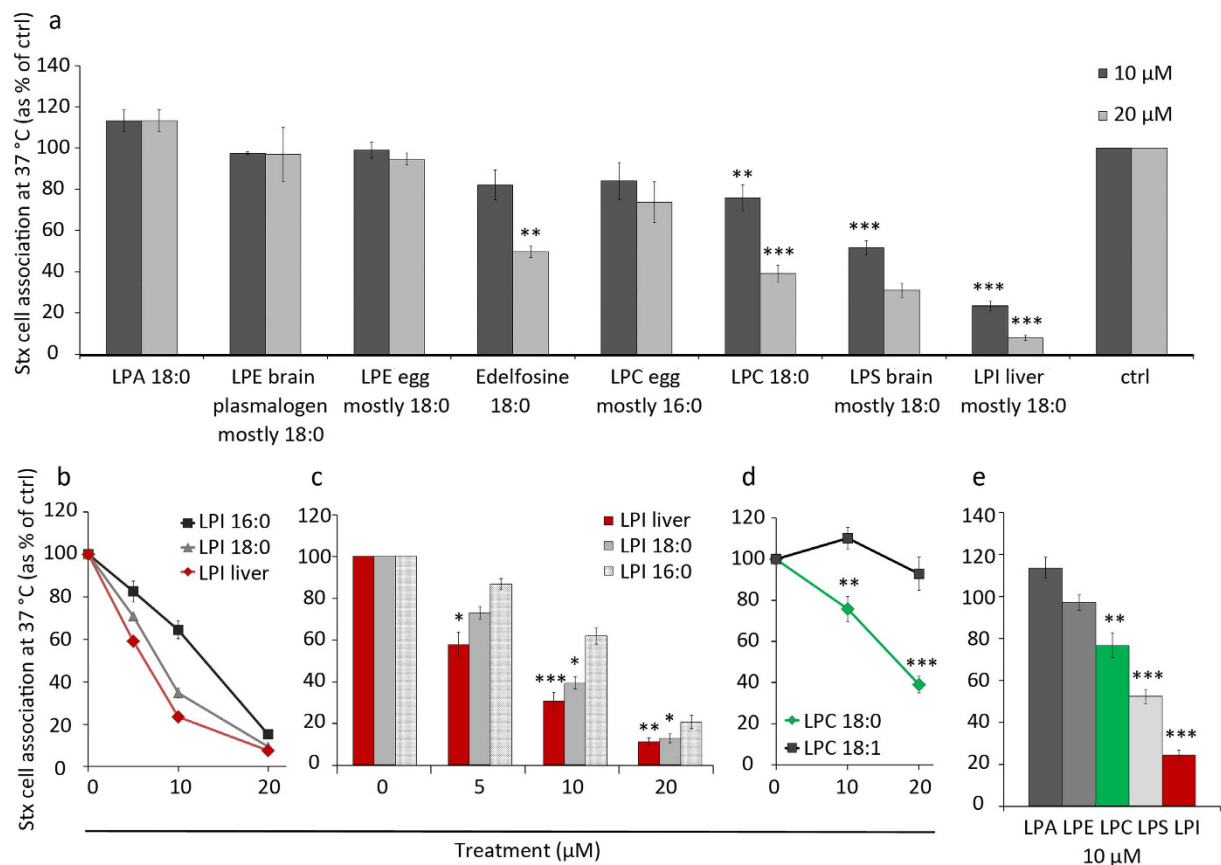 a
Stx cell association at 37 °C (as % of ctrl)
140
120
100
80
60
40
20
0
10 µM
20 µM
**
**
***
***
***
***
LPA 18:0
LPE brain
plasmalogen
mostly 18:0
LPE egg
mostly 18:0
Edelfosine
18:0
LPC egg
mostly 16:0
LPC 18:0
LPS brain
mostly 18:0
LPI liver
mostly 18:0
ctrl
b
Stx cell association at 37 °C (as % of ctrl)
120
100
80
60
40
20
0
LPI 16:0
LPI 18:0
LPI liver
0
10
20
c
120
100
80
60
40
20
0
LPI liver
LPI 18:0
LPI 16:0
*
***
*
**
*
0
5
10
20
d
120
100
80
60
40
20
0
**
***
LPC 18:0
LPC 18:1
0
10
20
Treatment (µM)
e
140
120
100
80
60
40
20
0
**
***
***
LPA LPE LPC LPS LPI
10 µM